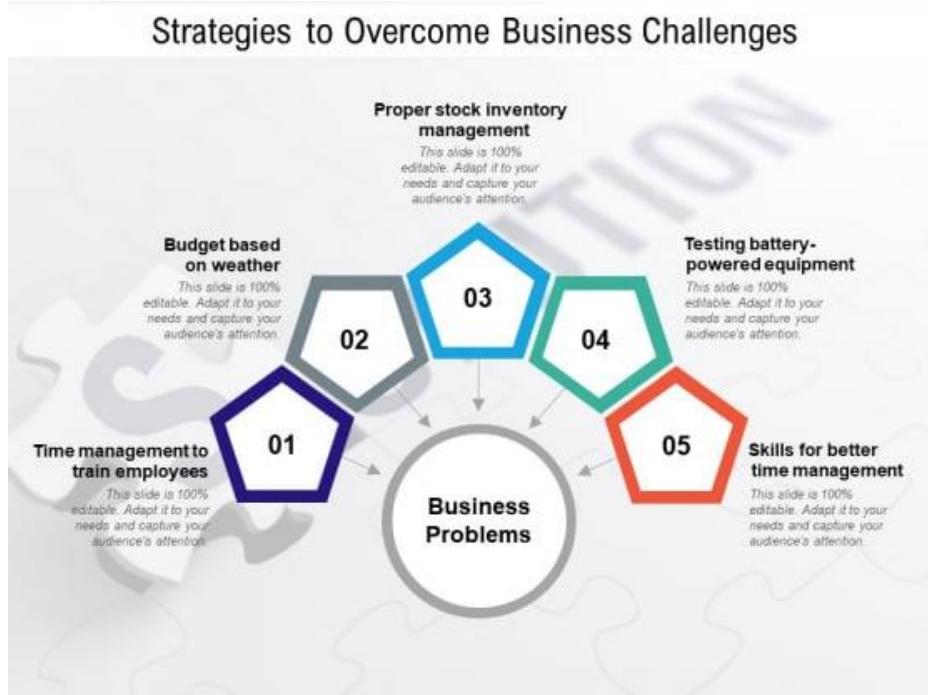 Strategies to Overcome Business Challenges
Proper stock inventory
management
This slide is 100%
editable. Adapt it to your
needs and capture your
audience's attention.
Budget based
on weather
This slide is 100%
editable. Adapt it to your
needs and capture your
audience's attention.
Testing battery-
powered equipment
This slide is 100%
editable. Adapt it to your
needs and capture your
audience's attention.
03
02
04
01
05
Time management to
train employees
This slide is 100%
editable. Adapt it to your
needs and capture your
audience's attention.
Skills for better
time management
This slide is 100%
editable. Adapt it to your
needs and capture your
audience's attention.
Business
Problems